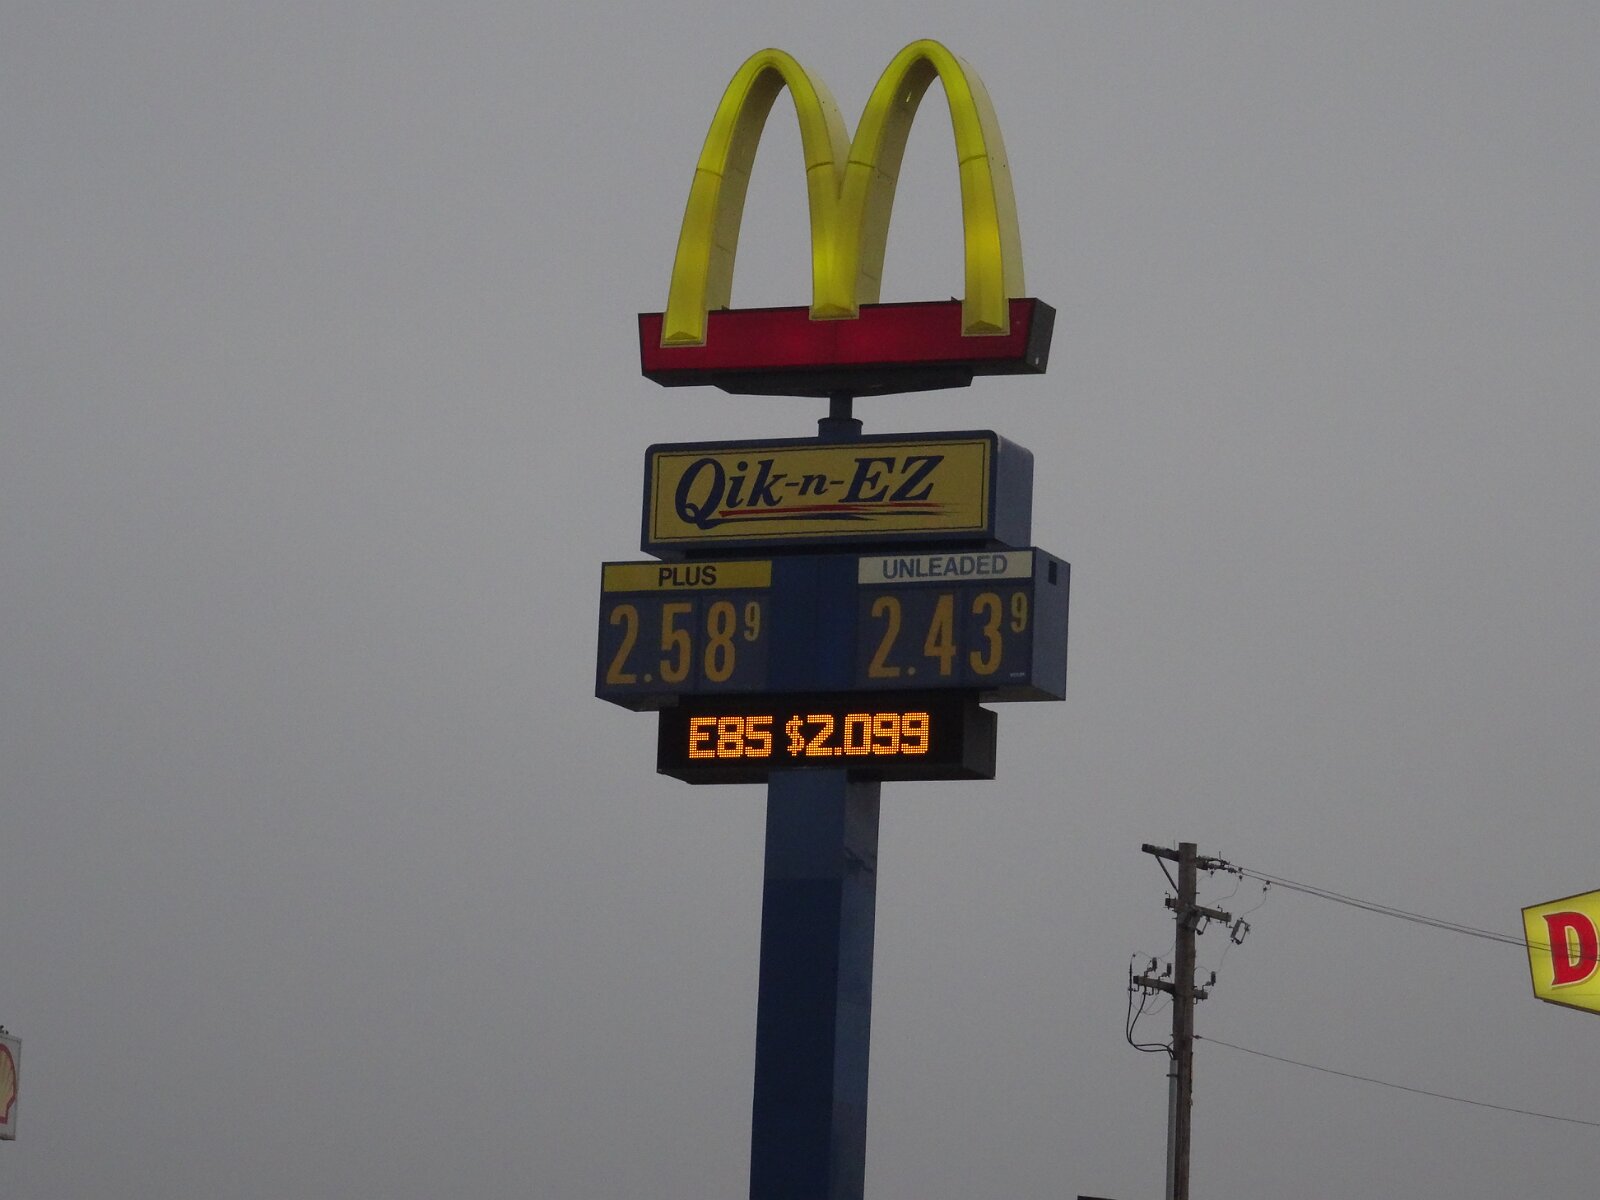 Qik-n-EZ
PLUS
2.58 9
UNLEADED
2.43 9
E85 $2.099
D